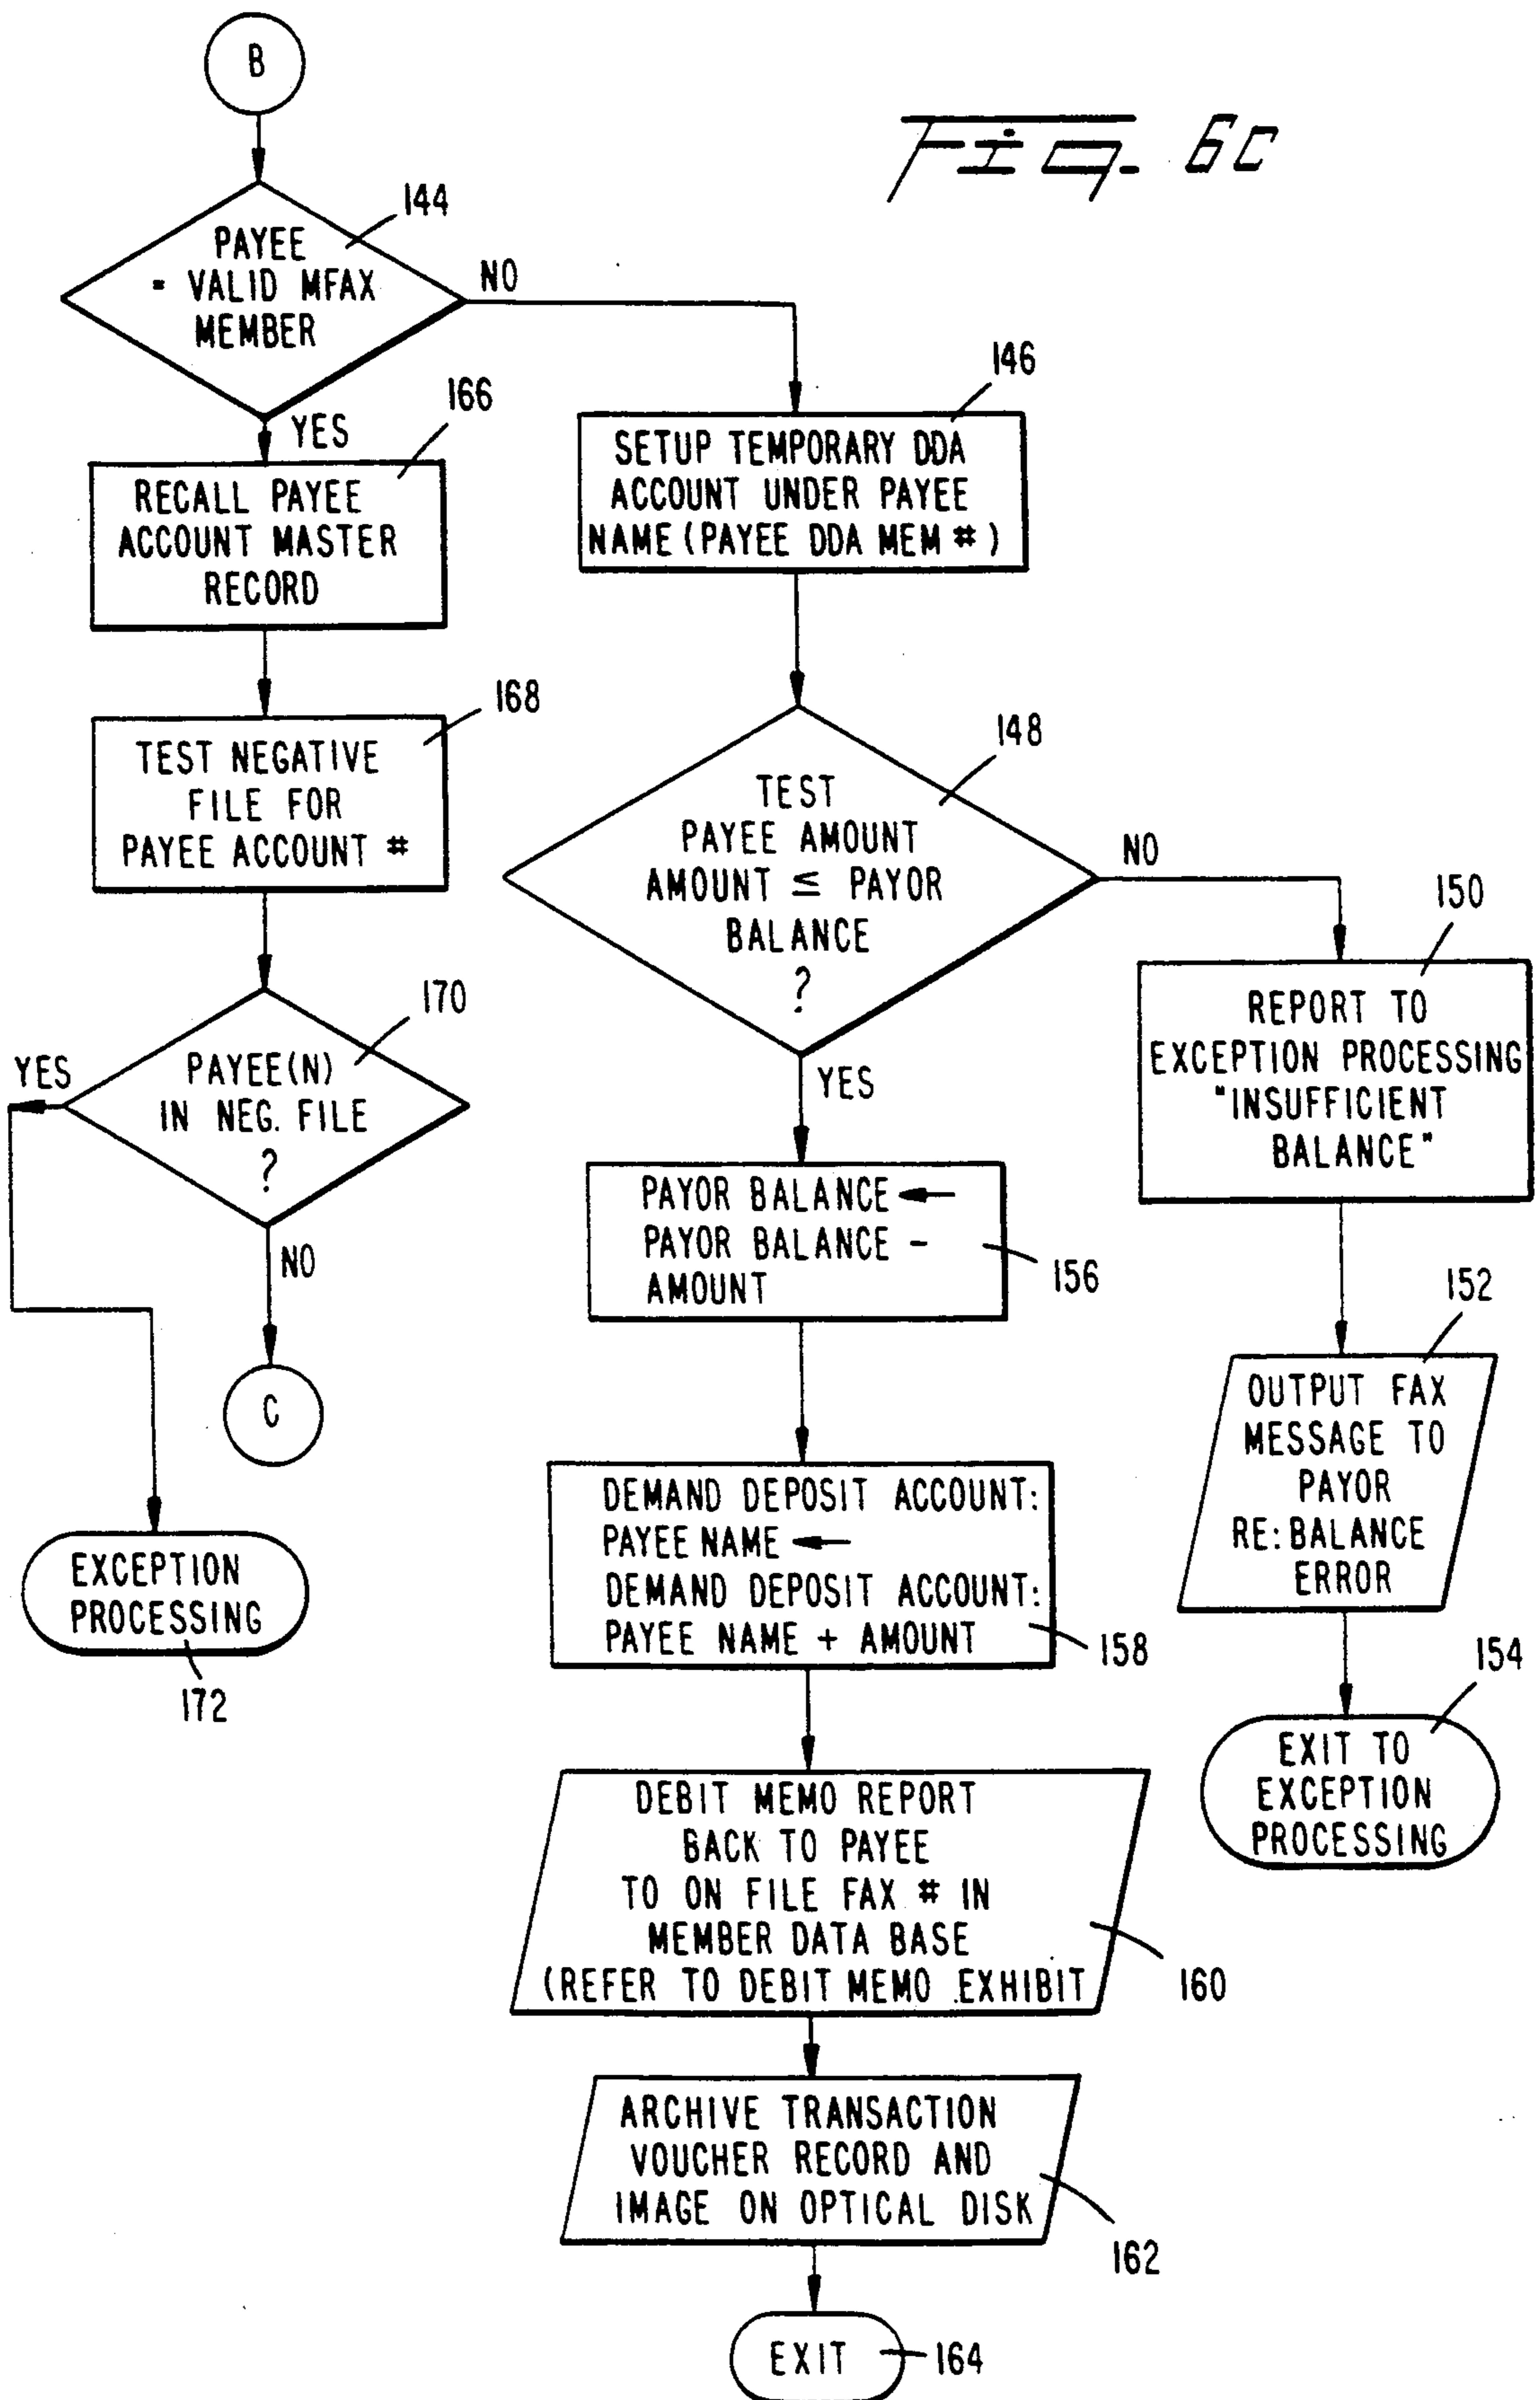 B
Fig. 6c
144
PAYEE
= VALID MFAX
MEMBER
NO
YES
166
RECALL PAYEE
ACCOUNT MASTER
RECORD
168
TEST NEGATIVE
FILE FOR
PAYEE ACCOUNT #
170
PAYEE(N)
IN NEG. FILE
?
YES
NO
C
EXCEPTION
PROCESSING
172
146
SETUP TEMPORARY DDA
ACCOUNT UNDER PAYEE
NAME (PAYEE DDA MEM #)
148
TEST
PAYEE AMOUNT
AMOUNT ≤ PAYOR
BALANCE
?
NO
YES
150
REPORT TO
EXCEPTION PROCESSING
"INSUFFICIENT
BALANCE"
152
OUTPUT FAX
MESSAGE TO
PAYOR
RE: BALANCE
ERROR
154
EXIT TO
EXCEPTION
PROCESSING
PAYOR BALANCE ←
PAYOR BALANCE -
AMOUNT
156
DEMAND DEPOSIT ACCOUNT:
PAYEE NAME ←
DEMAND DEPOSIT ACCOUNT:
PAYEE NAME + AMOUNT
158
DEBIT MEMO REPORT
BACK TO PAYEE
TO ON FILE FAX # IN
MEMBER DATA BASE
(REFER TO DEBIT MEMO EXHIBIT
160
ARCHIVE TRANSACTION
VOUCHER RECORD AND
IMAGE ON OPTICAL DISK
162
EXIT
164